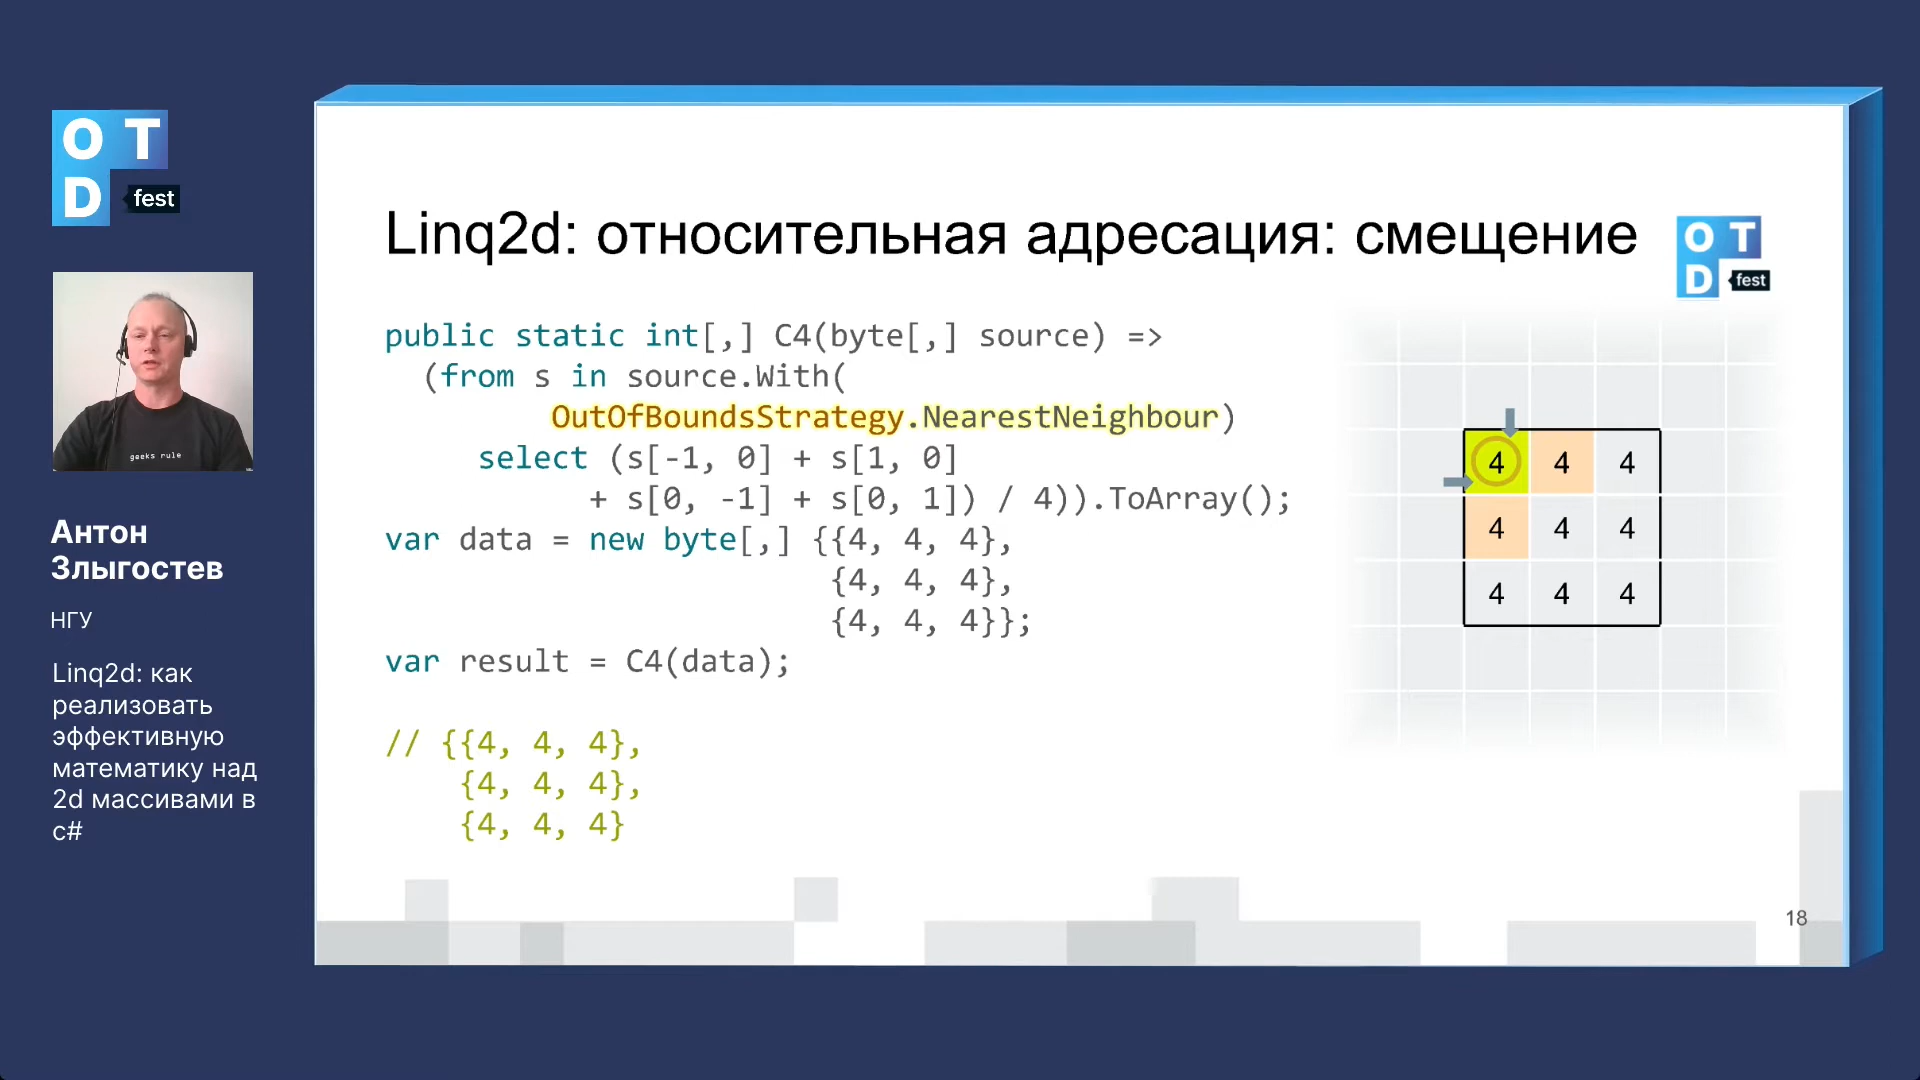 O T
D fest
Антон
Злыгостев
НГУ
Linq2d: как
реализовать
эффективную
математику над
2d массивами в
c#
geeks rule
Linq2d: относительная адресация: смещение
O T
D fest
public static int[,] C4(byte[,] source) =>
(from s in source.With(
OutOfBoundsStrategy.NearestNeighbour)
select (s[-1, 0] + s[1, 0]
+ s[0, -1] + s[0, 1]) / 4)).ToArray();
var data = new byte[,] {{4, 4, 4},
{4, 4, 4},
{4, 4, 4}};
var result = C4(data);
// {{4, 4, 4},
{4, 4, 4},
{4, 4, 4}
4 4 4
4 4 4
4 4 4
18